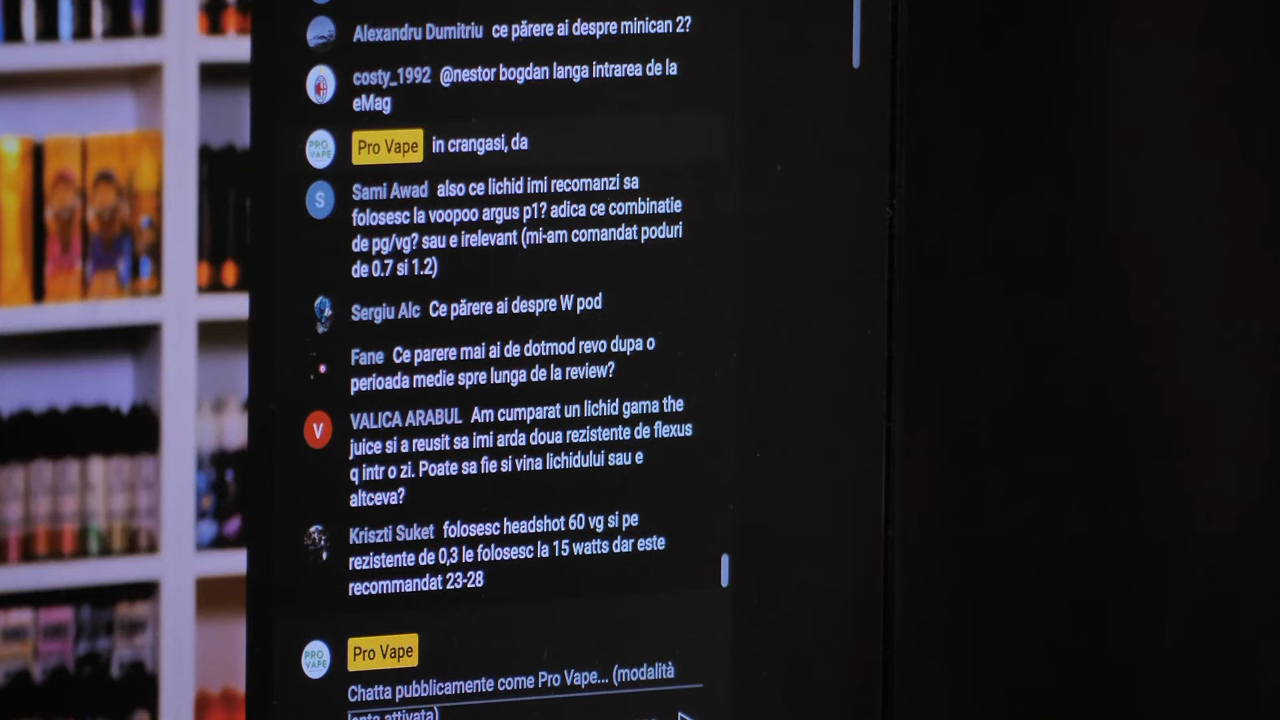 Alexandru Dumitriu ce părere ai despre minican 2?
costy_1992 @nestor bogdan langa intrarea de la
eMag
PRO
VAPE
Pro Vape in crangasi, da
S
Sami Awad also ce lichid imi recomanzi sa
folosesc la voopoo argus p1? adica ce combinatie
de pg/vg? sau e irelevant (mi-am comandat poduri
de 0.7 si 1.2)
Sergiu Alc Ce părere ai despre W pod
Fane Ce parere mai ai de dotmod revo dupa o
perioada medie spre lunga de la review?
V
VALICA ARABUL Am cumparat un lichid gama the
juice si a reusit sa imi arda doua rezistente de flexus
q intr o zi. Poate sa fie si vina lichidului sau e
altceva?
Kriszti Suket folosesc headshot 60 vg si pe
rezistente de 0,3 le folosesc la 15 watts dar este
recommandat 23-28
PRO
VAPE
Pro Vape
Chatta pubblicamente come Pro Vape... (modalità
lenta attivata)